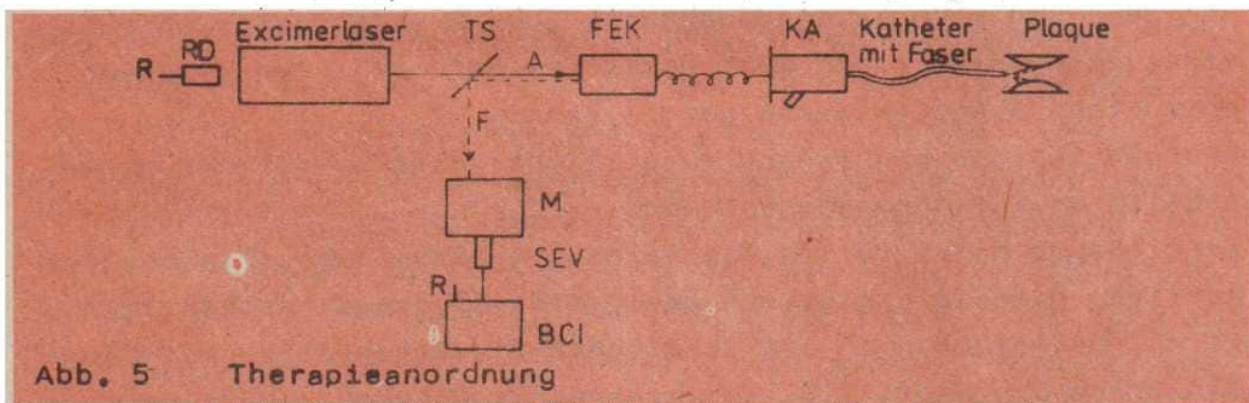 Excimerlaser TS FEK KA Katheter Plaque
RD mit Faser
R A
F
M
SEV
R
BCI
Abb. 5 Therapieanordnung